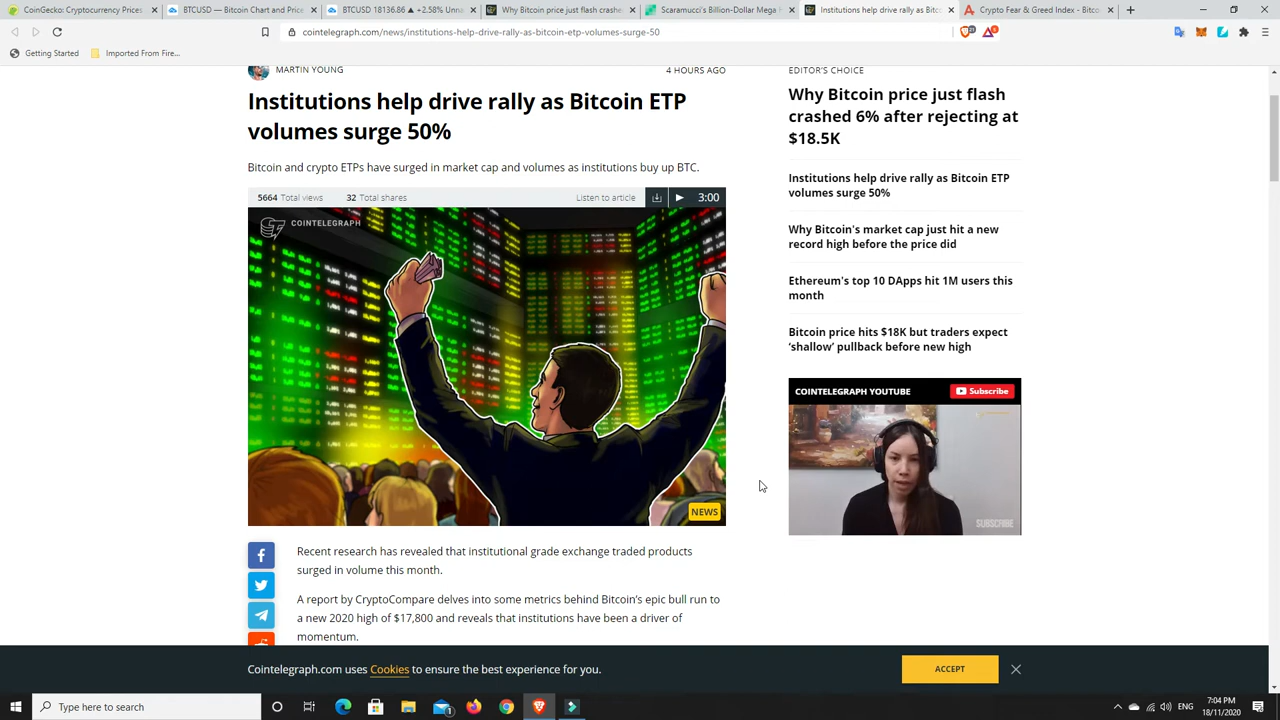 CoinGecko: Cryptocurrency Prices
BTCUSD — Bitcoin Chart and Price
BTCUSD 18136.86 ▲ +2.58% Unna
Why Bitcoin price just flash crashed
Scaramucci's Billion-Dollar Mega
Institutions help drive rally as Bitc
Crypto Fear & Greed Index - Bitco
cointelegraph.com/news/institutions-help-drive-rally-as-bitcoin-etp-volumes-surge-50
Getting Started
Imported From Fire...
MARTIN YOUNG
4 HOURS AGO
Institutions help drive rally as Bitcoin ETP
volumes surge 50%
Bitcoin and crypto ETPs have surged in market cap and volumes as institutions buy up BTC.
5664 Total views
32 Total shares
Listen to article
3:00
COINTELEGRAPH
NEWS
Recent research has revealed that institutional grade exchange traded products
surged in volume this month.
A report by CryptoCompare delves into some metrics behind Bitcoin's epic bull run to
a new 2020 high of $17,800 and reveals that institutions have been a driver of
momentum.
EDITOR'S CHOICE
Why Bitcoin price just flash
crashed 6% after rejecting at
$18.5K
Institutions help drive rally as Bitcoin ETP
volumes surge 50%
Why Bitcoin's market cap just hit a new
record high before the price did
Ethereum's top 10 DApps hit 1M users this
month
Bitcoin price hits $18K but traders expect
‘shallow’ pullback before new high
COINTELEGRAPH YOUTUBE
Subscribe
SUBSCRIBE
Cointelegraph.com uses Cookies to ensure the best experience for you.
ACCEPT
Type here to search
ENG
7:04 PM
18/11/2020